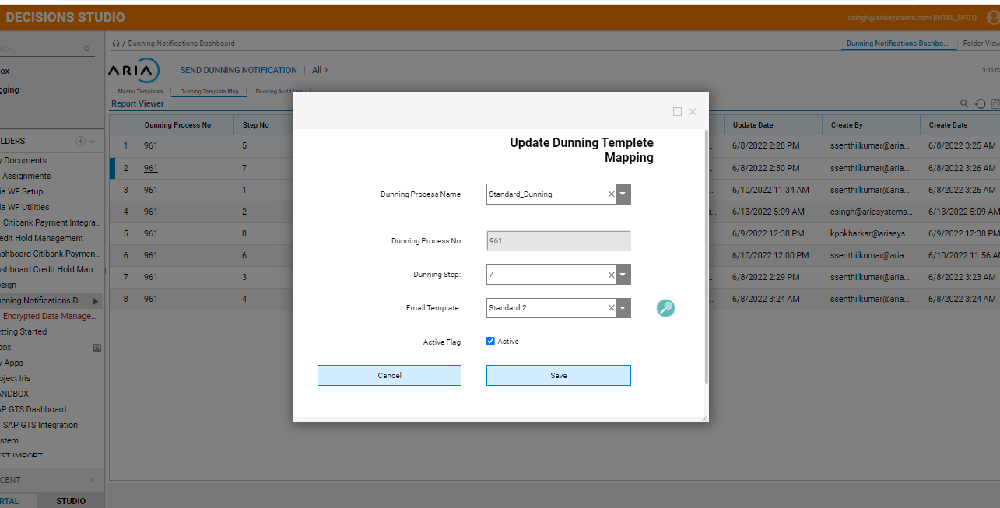 DECISIONS STUDIO
csingh@ariasystems.com [INTEL_DF01]
/ Dunning Notifications Dashboard
Dunning Notifications Dashbo...
Folder View
ARIA
SEND DUNNING NOTIFICATION
All >
3:05:02
Master Templates
Dunning Template Map
Dunning Audit Log
Report Viewer
Dunning Process No
Step No
Update Date
Create By
Create Date
1 961 5 6/8/2022 2:28 PM ssenthilkumar@aria... 6/8/2022 3:25 AM
2 961 7 6/8/2022 2:30 PM ssenthilkumar@aria... 6/8/2022 3:26 AM
3 961 1 6/10/2022 11:34 AM ssenthilkumar@aria... 6/8/2022 3:26 AM
4 961 2 s... 6/13/2022 5:09 AM csingh@ariasystems... 6/13/2022 5:09 AM
5 961 8 6/9/2022 12:38 PM kpokharkar@ariasys... 6/9/2022 12:38 PM
6 961 6 6/10/2022 12:00 PM ssenthilkumar@aria... 6/10/2022 11:56 AM
7 961 3 6/8/2022 2:29 PM ssenthilkumar@aria... 6/8/2022 3:23 AM
8 961 4 6/8/2022 3:24 AM ssenthilkumar@aria... 6/8/2022 3:24 AM
RCH...
ox
gging
LDERS
y Documents
Assignments
ia WF Setup
ia WF Utilities
Citibank Payment Integra...
edit Hold Management
ashboard Citibank Paymen...
ashboard Credit Hold Man...
esign
unning Notifications D...
Encrypted Data Manage...
etting Started
box 23
y Apps
oject Iris
ANDBOX
AP GTS Dashboard
SAP GTS Integration
stem
EST IMPORT
CENT
RTAL
STUDIO
Update Dunning Templete
Mapping
Dunning Process Name
Standard_Dunning
Dunning Process No
961
Dunning Step:
7
Email Template:
Standard 2
Active Flag
Active
Cancel
Save